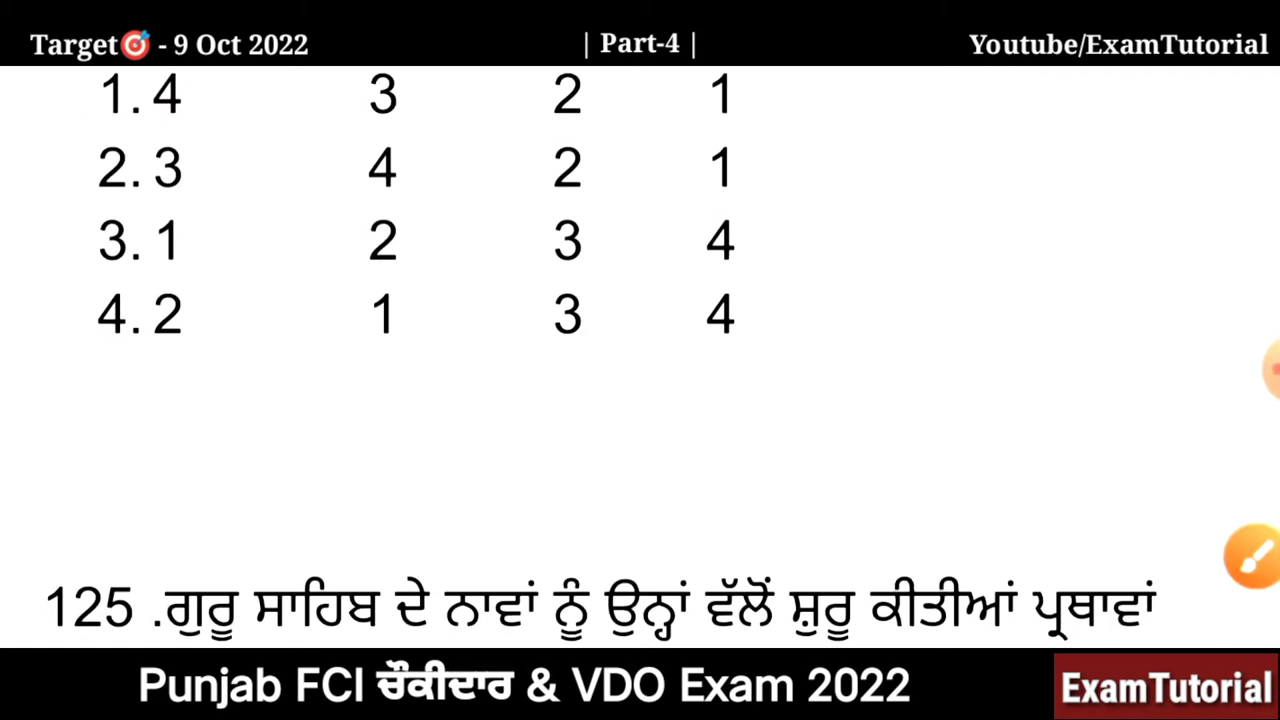 Target🎯 - 9 Oct 2022 | Part-4 | Youtube/ExamTutorial
1. 4 3 2 1
2. 3 4 2 1
3. 1 2 3 4
4. 2 1 3 4
125 .ਗੁਰੂ ਸਾਹਿਬ ਦੇ ਨਾਵਾਂ ਨੂੰ ਉਨ੍ਹਾਂ ਵੱਲੋਂ ਸ਼ੁਰੂ ਕੀਤੀਆਂ ਪ੍ਰਥਾਵਾਂ
Punjab FCI ਚੌਕੀਦਾਰ & VDO Exam 2022 ExamTutorial